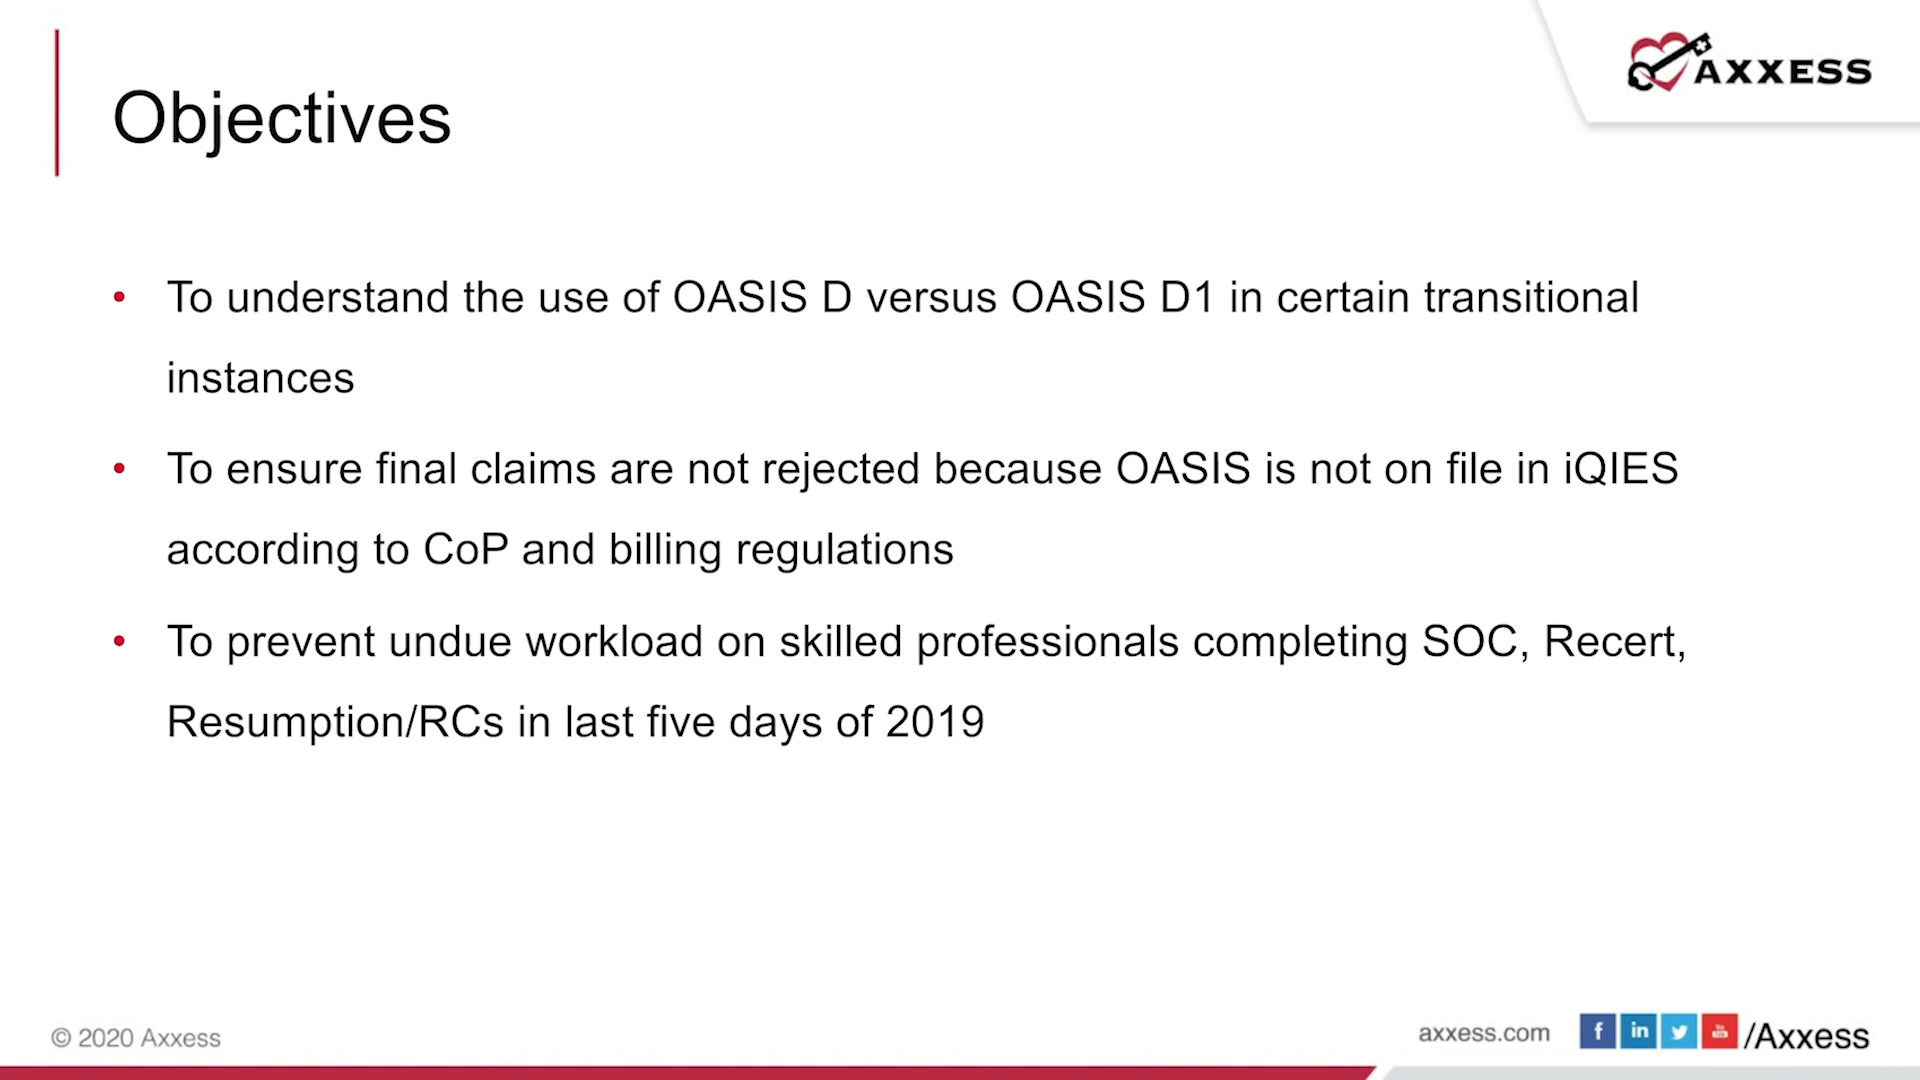 AXXESS
Objectives
• To understand the use of OASIS D versus OASIS D1 in certain transitional
instances
• To ensure final claims are not rejected because OASIS is not on file in iQIES
according to CoP and billing regulations
• To prevent undue workload on skilled professionals completing SOC, Recert,
Resumption/RCs in last five days of 2019
© 2020 Axxess
axxess.com f in /Axxess